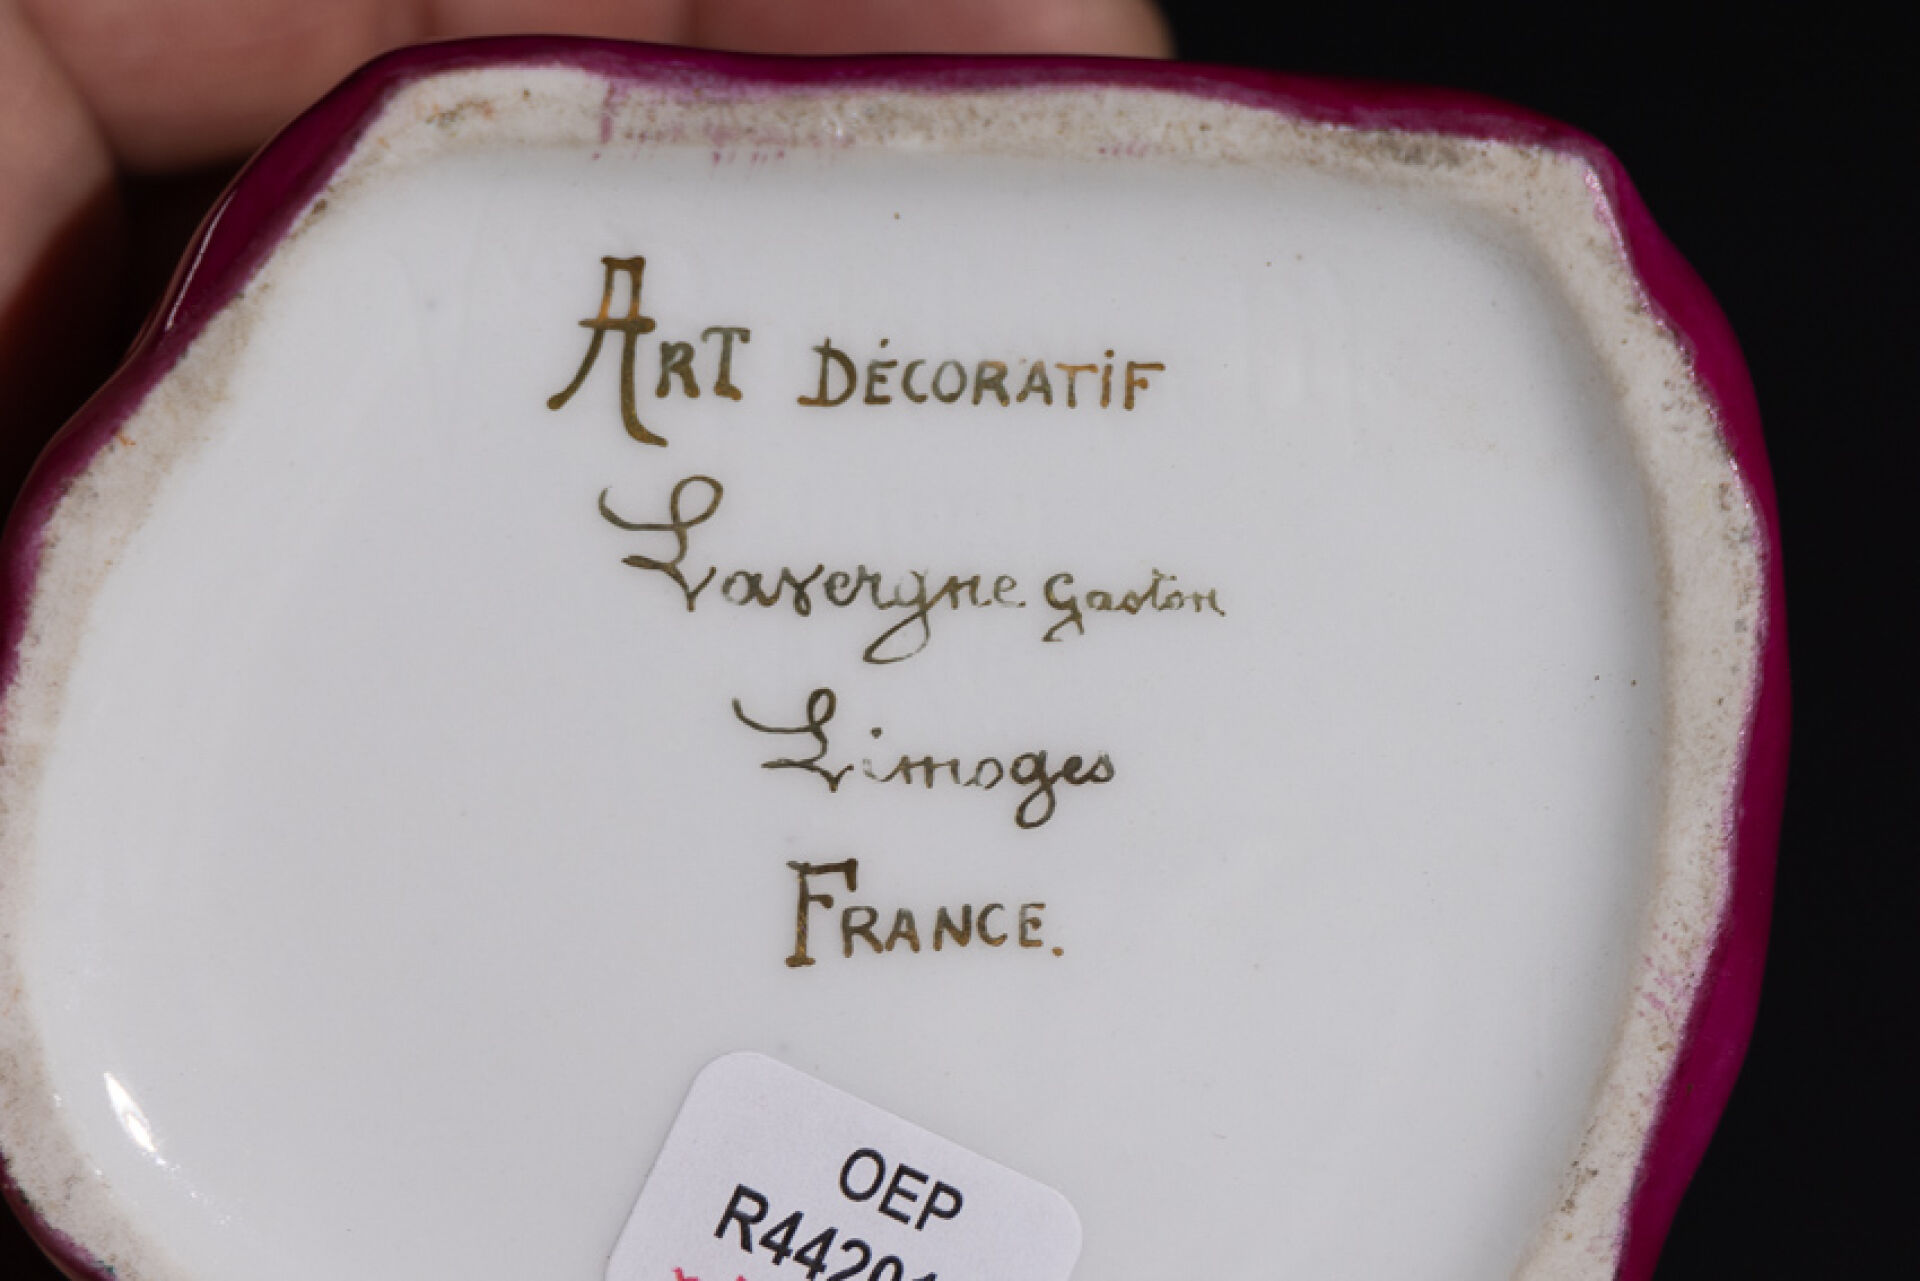 Art Décoratif
Lavergne Gaston
Limoges
France.
OEP